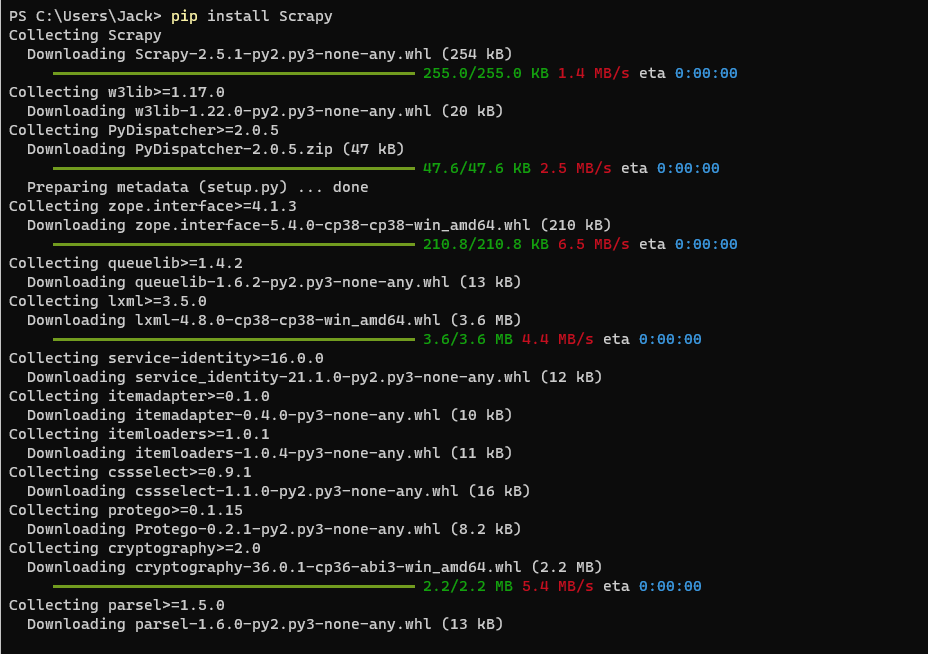 PS C:\Users\Jack> pip install Scrapy
Collecting Scrapy
Downloading Scrapy-2.5.1-py2.py3-none-any.whl (254 kB)
255.0/255.0 KB 1.4 MB/s eta 0:00:00
Collecting w3lib>=1.17.0
Downloading w3lib-1.22.0-py2.py3-none-any.whl (20 kB)
Collecting PyDispatcher>=2.0.5
Downloading PyDispatcher-2.0.5.zip (47 kB)
47.6/47.6 KB 2.5 MB/s eta 0:00:00
Preparing metadata (setup.py) ... done
Collecting zope.interface>=4.1.3
Downloading zope.interface-5.4.0-cp38-cp38-win_amd64.whl (210 kB)
210.8/210.8 KB 6.5 MB/s eta 0:00:00
Collecting queuelib>=1.4.2
Downloading queuelib-1.6.2-py2.py3-none-any.whl (13 kB)
Collecting lxml>=3.5.0
Downloading lxml-4.8.0-cp38-cp38-win_amd64.whl (3.6 MB)
3.6/3.6 MB 4.4 MB/s eta 0:00:00
Collecting service-identity>=16.0.0
Downloading service_identity-21.1.0-py2.py3-none-any.whl (12 kB)
Collecting itemadapter>=0.1.0
Downloading itemadapter-0.4.0-py3-none-any.whl (10 kB)
Collecting itemloaders>=1.0.1
Downloading itemloaders-1.0.4-py3-none-any.whl (11 kB)
Collecting cssselect>=0.9.1
Downloading cssselect-1.1.0-py2.py3-none-any.whl (16 kB)
Collecting protego>=0.1.15
Downloading Protego-0.2.1-py2.py3-none-any.whl (8.2 kB)
Collecting cryptography>=2.0
Downloading cryptography-36.0.1-cp36-abi3-win_amd64.whl (2.2 MB)
2.2/2.2 MB 5.4 MB/s eta 0:00:00
Collecting parsel>=1.5.0
Downloading parsel-1.6.0-py2.py3-none-any.whl (13 kB)